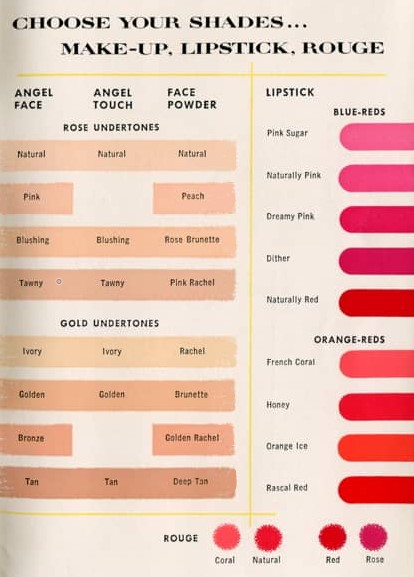 CHOOSE YOUR SHADES...
MAKE-UP, LIPSTICK, ROUGE
ANGEL FACE
ANGEL TOUCH
FACE POWDER
ROSE UNDERTONES
Natural Natural Natural
Pink Peach
Blushing Blushing Rose Brunette
Tawny Tawny Pink Rachel
GOLD UNDERTONES
Ivory Ivory Rachel
Golden Golden Brunette
Bronze Golden Rachel
Tan Tan Deep Tan
LIPSTICK
BLUE-REDS
Pink Sugar
Naturally Pink
Dreamy Pink
Dither
Naturally Red
ORANGE-REDS
French Coral
Honey
Orange Ice
Rascal Red
ROUGE
Coral Natural Red Rose